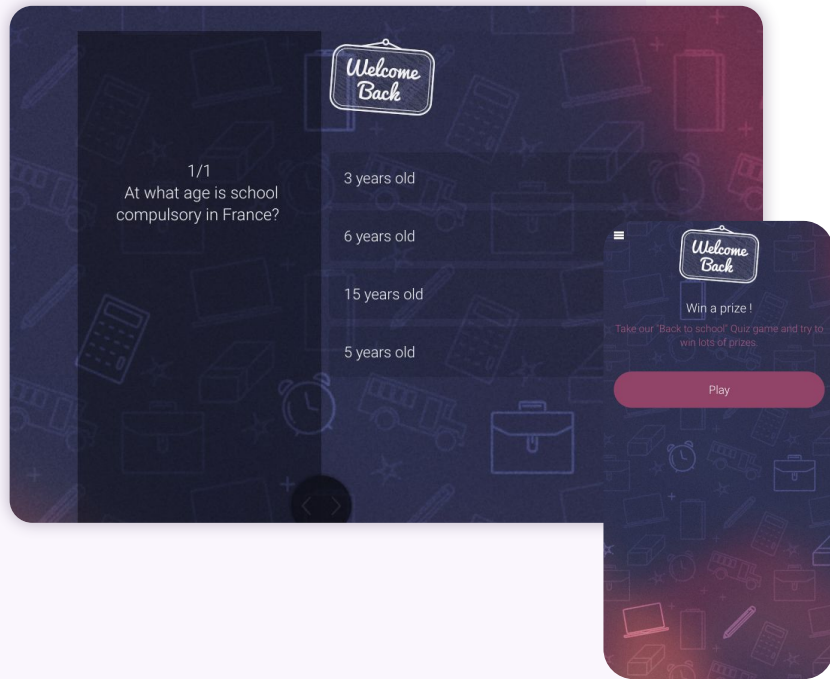 Welcome
Back
1/1
At what age is school
compulsory in France?
3 years old
6 years old
15 years old
5 years old
Welcome
Back
Win a prize !
Take our "Back to school" Quiz game and try to
win lots of prizes.
Play